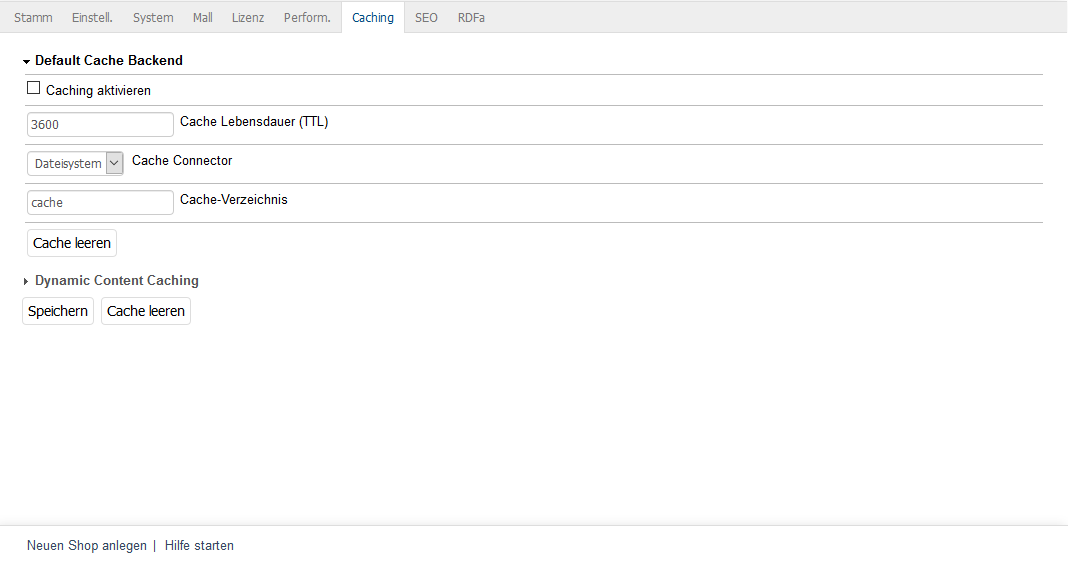 Stamm Einstell. System Mall Lizenz Perform. Caching SEO RDFa
Default Cache Backend
Caching aktivieren
3600 Cache Lebensdauer (TTL)
Dateisystem Cache Connector
cache Cache-Verzeichnis
Cache leeren
Dynamic Content Caching
Speichern Cache leeren
Neuen Shop anlegen | Hilfe starten